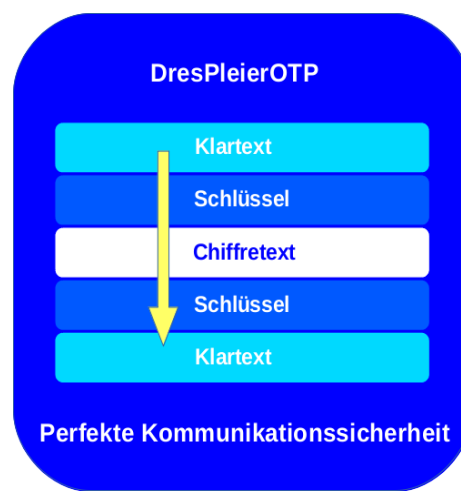 DresPleierOTP
Klartext
Schlüssel
Chiffretext
Schlüssel
Klartext
Perfekte Kommunikationssicherheit